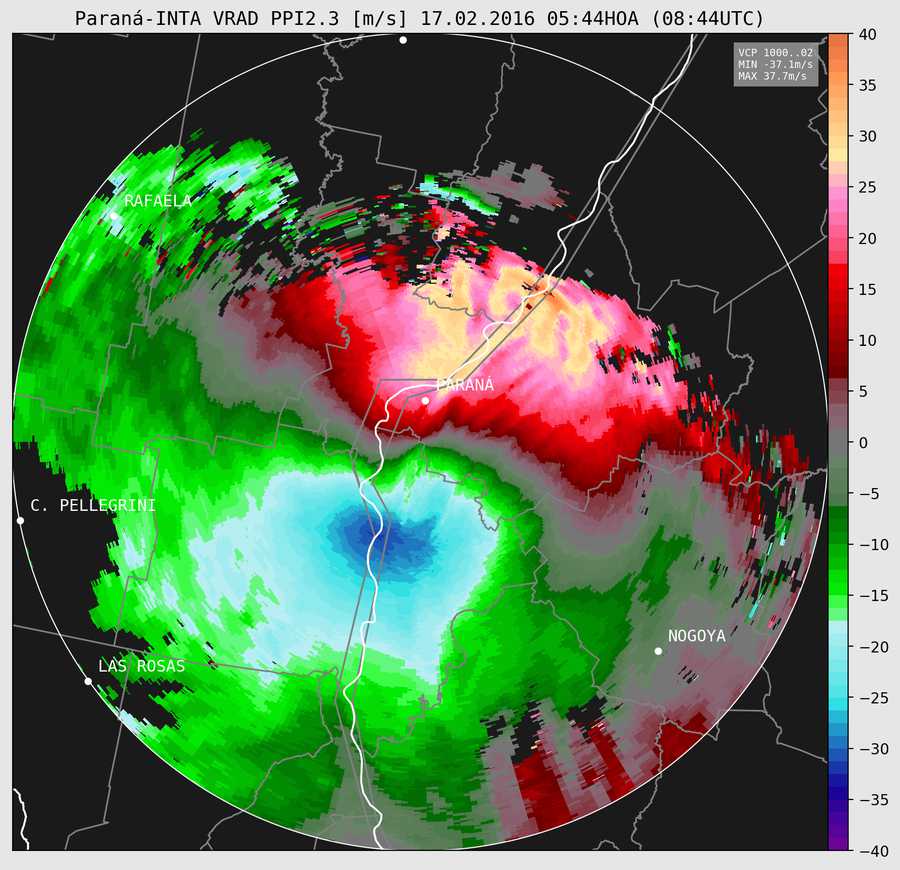 Paraná-INTA VRAD PPI2.3 [m/s] 17.02.2016 05:44HOA (08:44UTC)
VCP 1000..02
MIN -37.1m/s
MAX 37.7m/s
RAFAELA
PARANÁ
C. PELLEGRINI
NOGOYA
LAS ROSAS
40
35
30
25
20
15
10
5
0
−5
−10
−15
−20
−25
−30
−35
−40